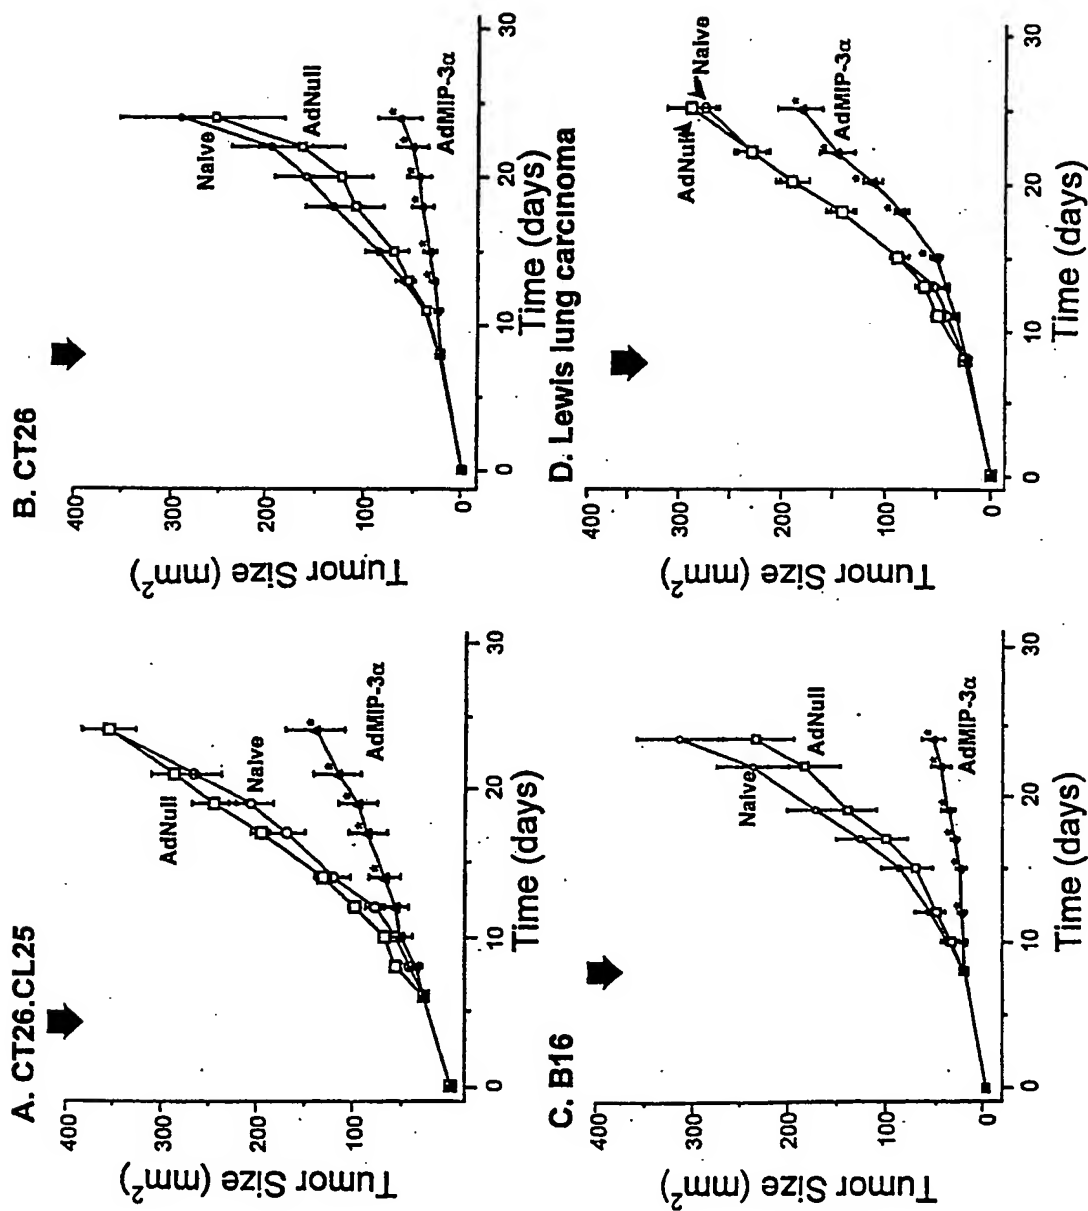 A. CT26.CL25
400
300
200
100
0
Tumor Size (mm²)
AdNull
Naive
AdMIP-3α
*
*
*
*
*
0
10
20
30
Time (days)
B. CT26
400
300
200
100
0
Tumor Size (mm²)
Naive
AdNull
AdMIP-3α
*
*
*
*
*
*
0
10
20
30
Time (days)
C. B16
400
300
200
100
0
Tumor Size (mm²)
Naive
AdNull
AdMIP-3α
*
*
*
*
*
*
0
10
20
30
Time (days)
D. Lewis lung carcinoma
400
300
200
100
0
Tumor Size (mm²)
AdNull
Naive
AdMIP-3α
*
*
*
*
*
0
10
20
30
Time (days)